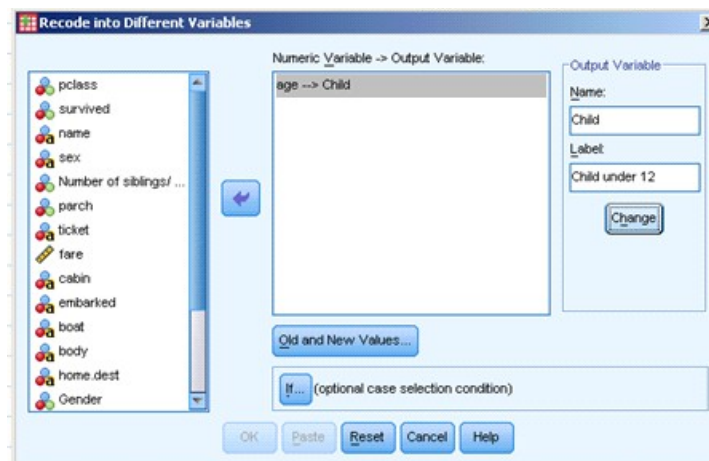 Recode into Different Variables
pclass
survived
name
sex
Number of siblings/ ...
parch
ticket
fare
cabin
embarked
boat
body
home.dest
Gender
Numeric Variable -> Output Variable:
age --> Child
Old and New Values...
If... (optional case selection condition)
Output Variable
Name:
Child
Label:
Child under 12
Change
OK Paste Reset Cancel Help